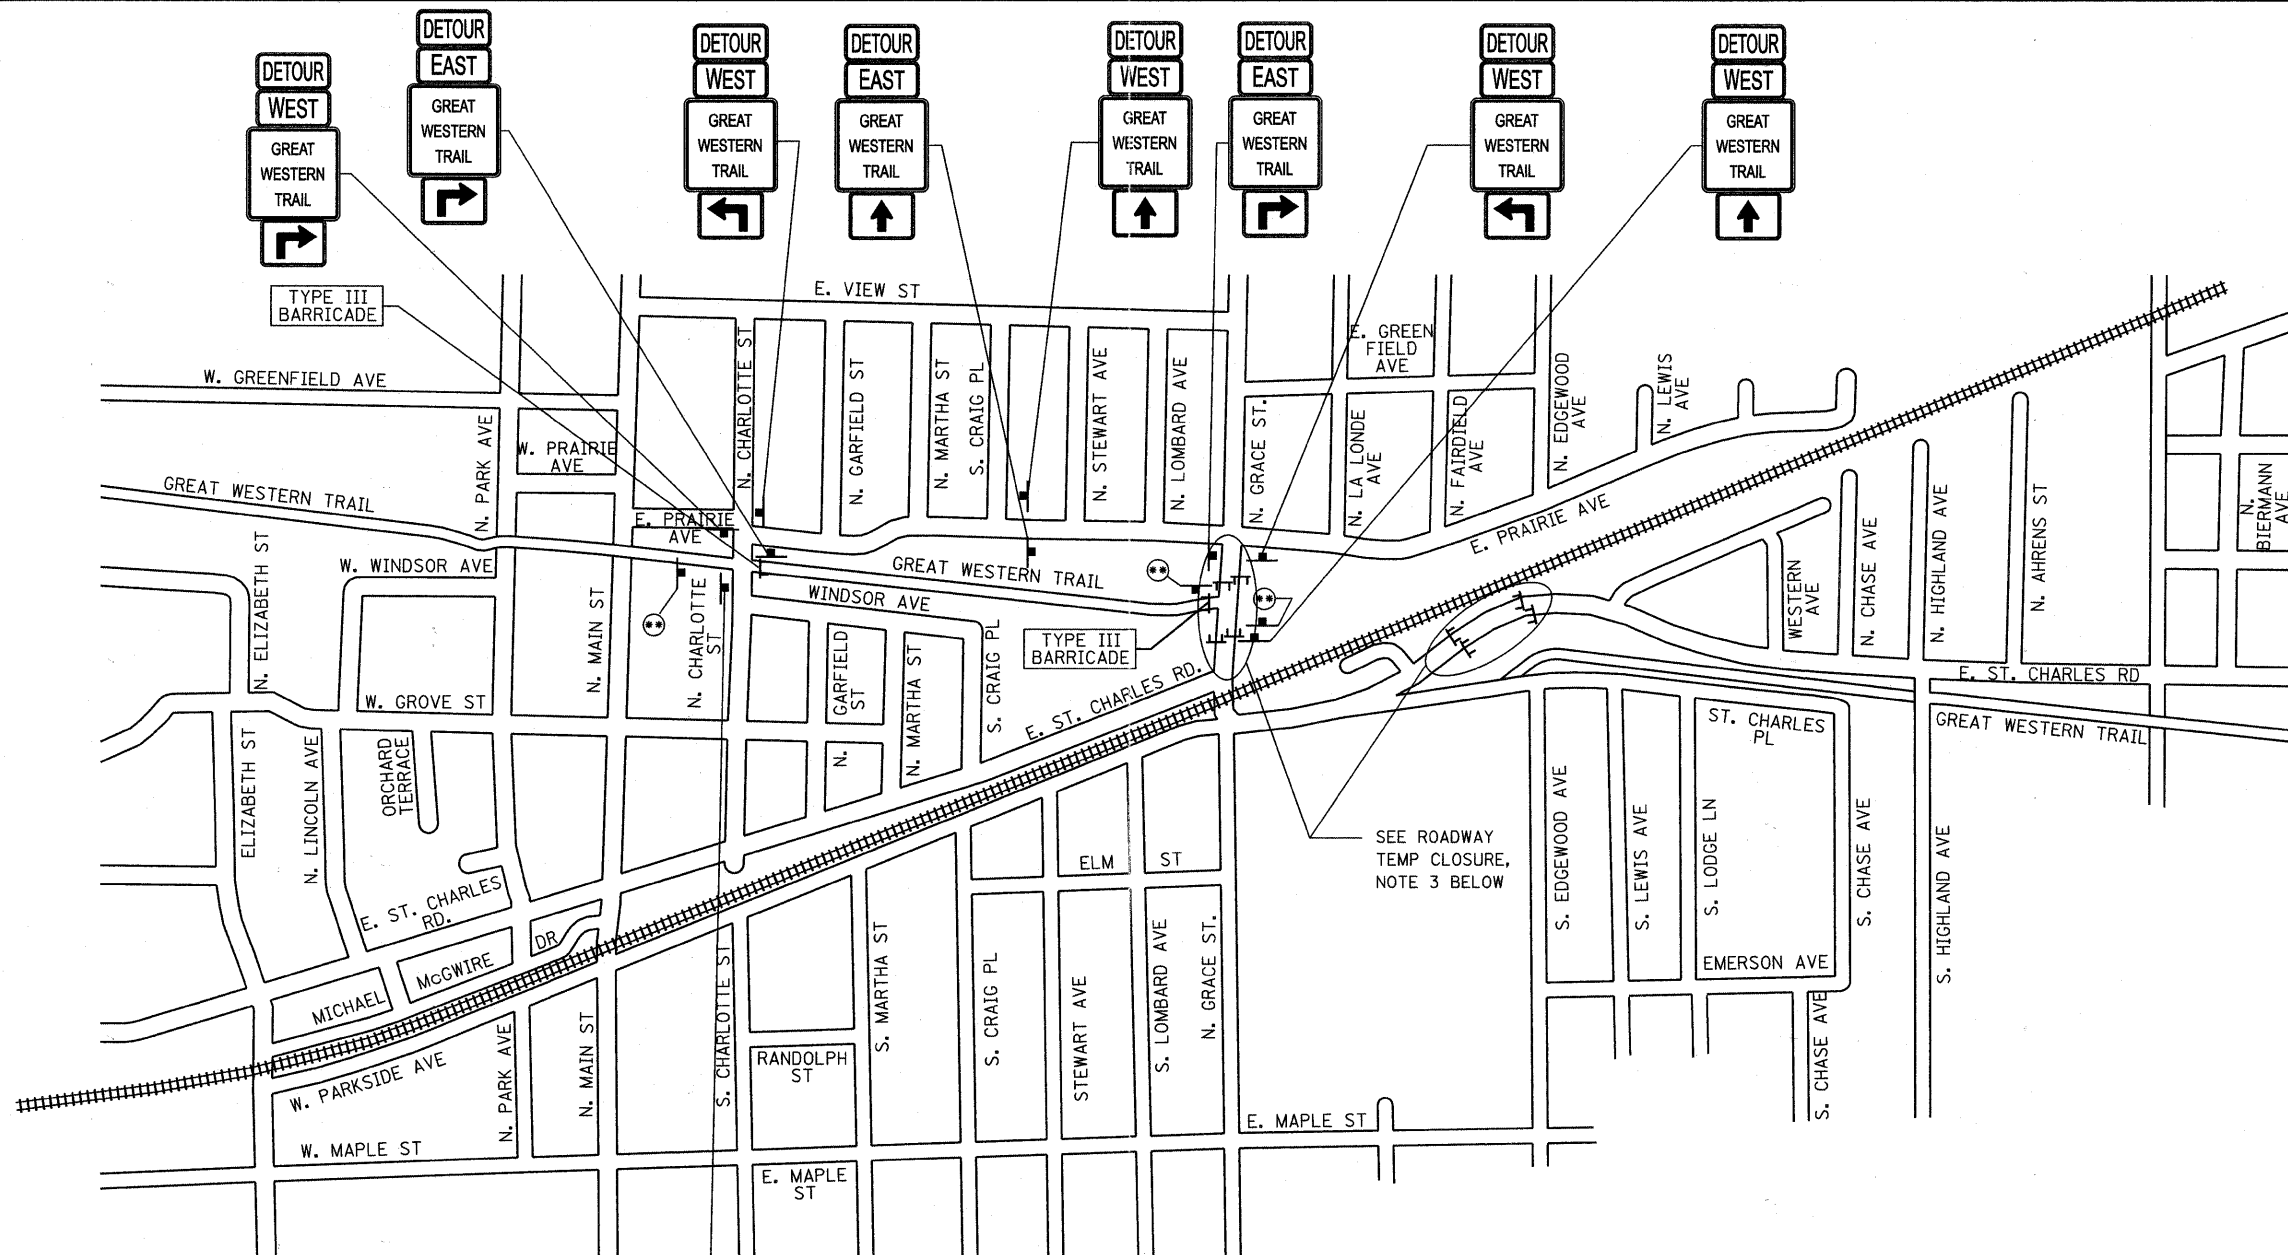 DETOUR
WEST
GREAT
WESTERN
TRAIL
DETOUR
EAST
GREAT
WESTERN
TRAIL
DETOUR
WEST
GREAT
WESTERN
TRAIL
DETOUR
EAST
GREAT
WESTERN
TRAIL
DETOUR
WEST
GREAT
WESTERN
TRAIL
DETOUR
EAST
GREAT
WESTERN
TRAIL
DETOUR
WEST
GREAT
WESTERN
TRAIL
DETOUR
WEST
GREAT
WESTERN
TRAIL
TYPE III
BARRICADE
E. VIEW ST
W. GREENFIELD AVE
E. GREEN
FIELD
AVE
N. CHARLOTTE ST
N. GARFIELD ST
N. MARTHA ST
S. CRAIG PL
N. STEWART AVE
N. LOMBARD AVE
N. GRACE ST.
N. LA LONDE
AVE
N. FAIRDIELD
AVE
N. EDGEWOOD
AVE
N. LEWIS
AVE
N. PARK AVE
W. PRAIRIE
AVE
GREAT WESTERN TRAIL
E. PRAIRIE
AVE
E. PRAIRIE AVE
N. ELIZABETH ST
W. WINDSOR AVE
GREAT WESTERN TRAIL
WINDSOR AVE
**
**
**
TYPE III
BARRICADE
N. MAIN ST
N. CHARLOTTE
ST
GARFIELD
ST
N.
N. MARTHA ST
S. CRAIG PL
E. ST. CHARLES RD.
WESTERN
AVE
N. CHASE AVE
N. HIGHLAND AVE
N. AHRENS ST
N.
BIERMANN
AVE
W. GROVE ST
E. ST. CHARLES RD
GREAT WESTERN TRAIL
ST. CHARLES
PL
ELIZABETH ST
N. LINCOLN AVE
ORCHARD
TERRACE
E. ST. CHARLES
RD.
SEE ROADWAY
TEMP CLOSURE,
NOTE 3 BELOW
ELM ST
S. EDGEWOOD AVE
S. LEWIS AVE
S. LODGE LN
S. CHASE AVE
S. HIGHLAND AVE
EMERSON AVE
MICHAEL McGWIRE DR
W. PARKSIDE AVE
N. PARK AVE
N. MAIN ST
S. CHARLOTTE ST
S. MARTHA ST
S. CRAIG PL
STEWART AVE
S. LOMBARD AVE
N. GRACE ST.
S. CHASE AVE
RANDOLPH
ST
W. MAPLE ST
E. MAPLE ST
E. MAPLE
ST